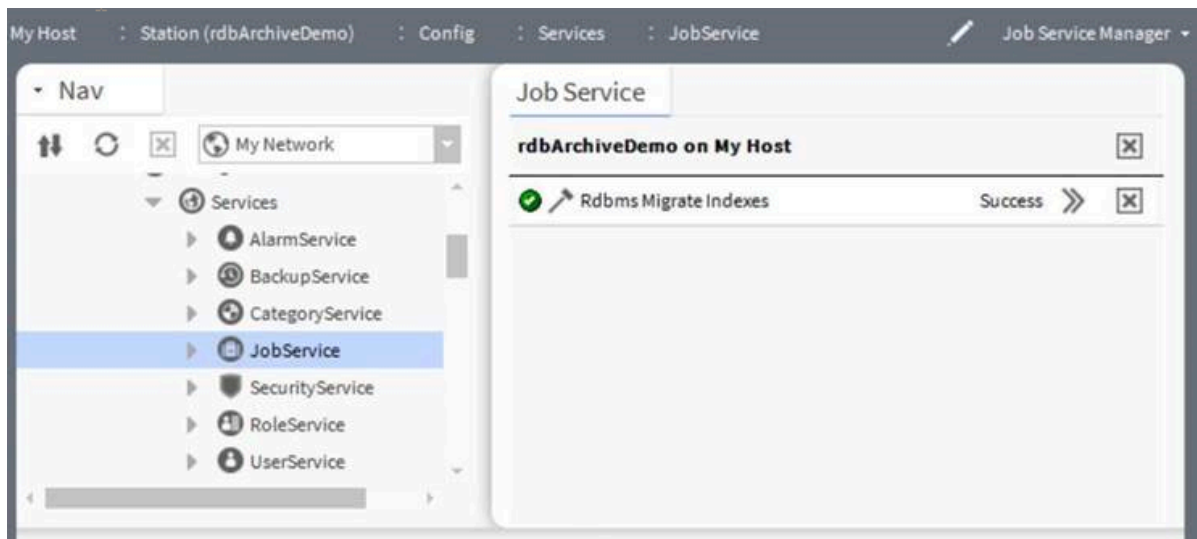 My Host : Station (rdbArchiveDemo) : Config : Services : JobService Job Service Manager
Nav
My Network
Services
AlarmService
BackupService
CategoryService
JobService
SecurityService
RoleService
UserService
Job Service
rdbArchiveDemo on My Host
Rdbms Migrate Indexes Success